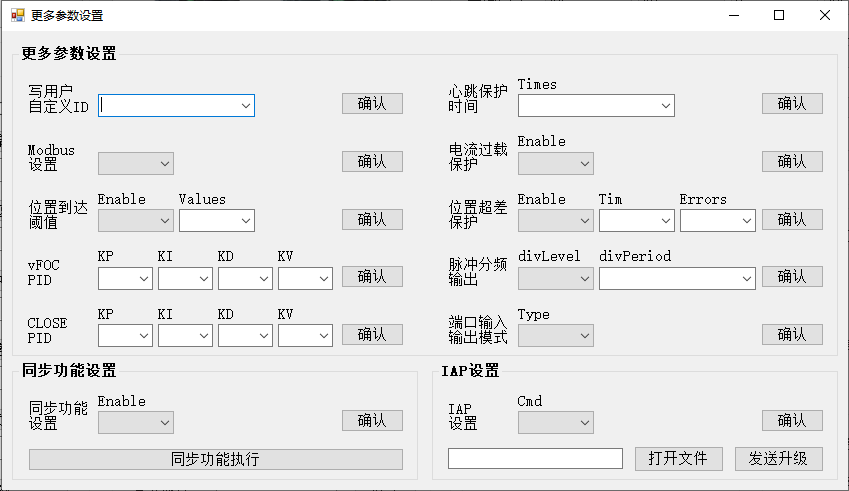 更多参数设置
更多参数设置
写用户
自定义ID
确认
心跳保护
时间
Times
确认
Modbus
设置
确认
电流过载
保护
Enable
确认
位置到达
阈值
Enable
Values
确认
位置超差
保护
Enable
Tim
Errors
确认
vFOC
PID
KP
KI
KD
KV
确认
脉冲分频
输出
divLevel
divPeriod
确认
CLOSE
PID
KP
KI
KD
KV
确认
端口输入
输出模式
Type
确认
同步功能设置
同步功能
设置
Enable
确认
同步功能执行
IAP设置
IAP
设置
Cmd
确认
打开文件
发送升级